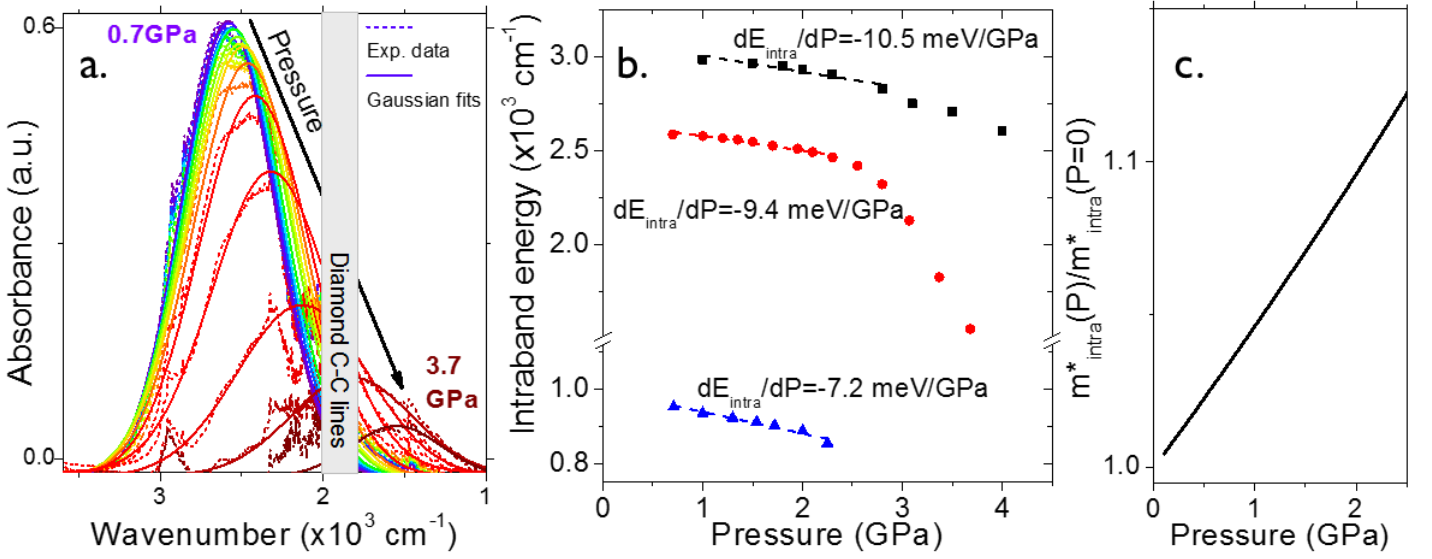 a.
0.7GPa
Pressure
Exp. data
Gaussian fits
Diamond C-C lines
3.7
GPa
0.6
0.0
Absorbance (a.u.)
3
2
1
Wavenumber (x10³ cm⁻¹)
b.
dE_intra/dP=-10.5 meV/GPa
dE_intra/dP=-9.4 meV/GPa
dE_intra/dP=-7.2 meV/GPa
3.0
2.5
2.0
1.0
0.8
Intraband energy (x10³ cm⁻¹)
0
1
2
3
4
Pressure (GPa)
c.
1.1
1.0
m*_intra(P)/m*_intra(P=0)
0
1
2
Pressure (GPa)